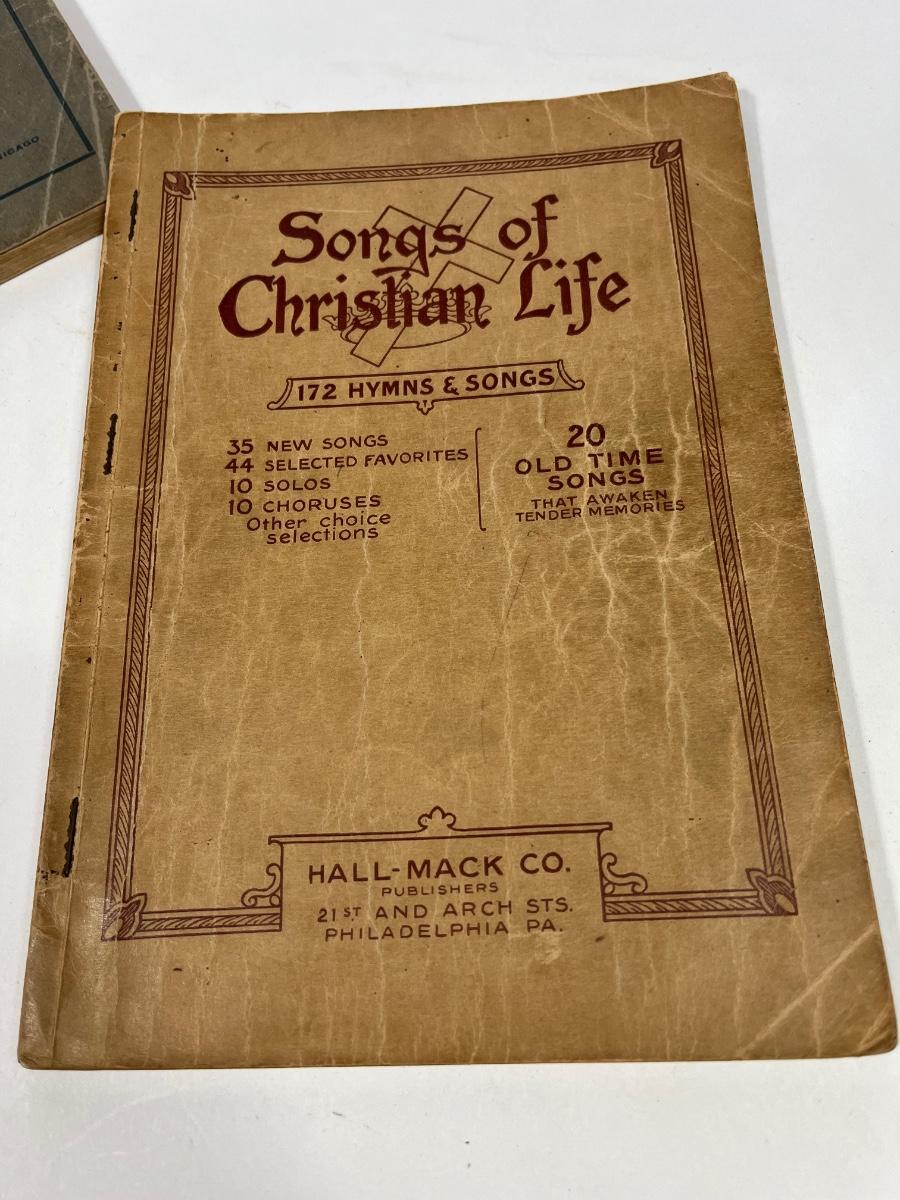 Songs of
Christian Life
172 HYMNS & SONGS
35 NEW SONGS
44 SELECTED FAVORITES
10 SOLOS
10 CHORUSES
Other choice
selections
20
OLD TIME
SONGS
THAT AWAKEN
TENDER MEMORIES
HALL-MACK CO.
PUBLISHERS
21ST AND ARCH STS.
PHILADELPHIA PA.